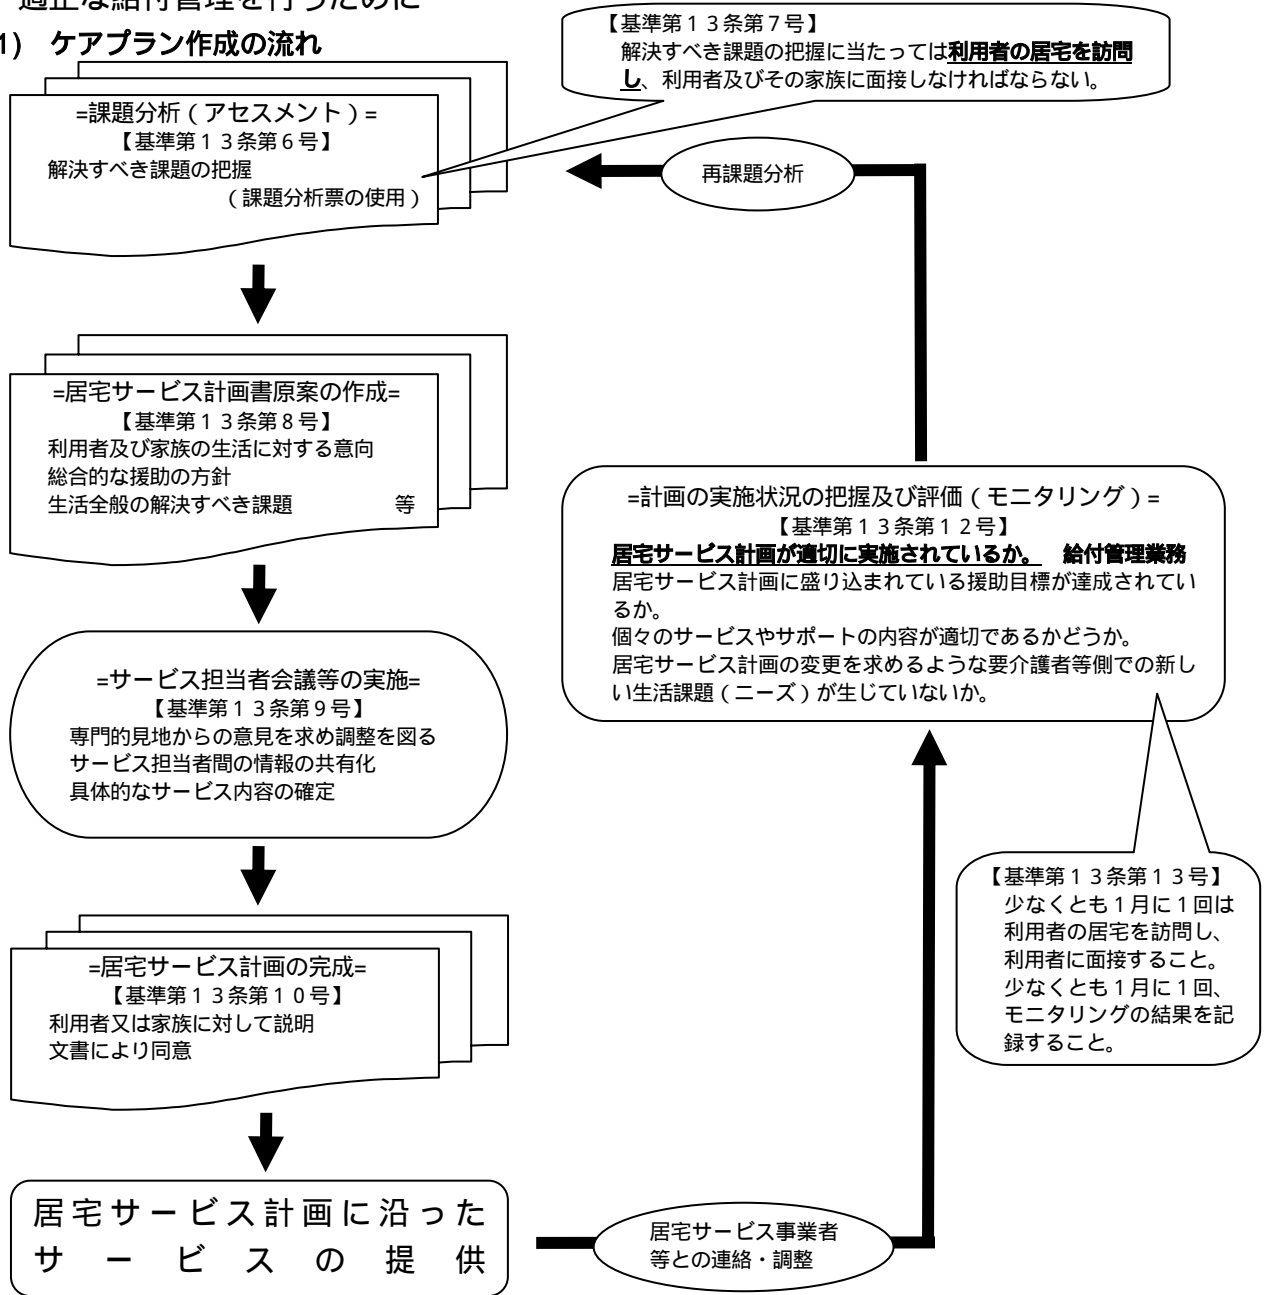 適正な給付管理を行うために
1) ケアプラン作成の流れ
【基準第13条第7号】
解決すべき課題の把握に当たっては利用者の居宅を訪問
し、利用者及びその家族に面接しなければならない。
=課題分析(アセスメント)=
【基準第13条第6号】
解決すべき課題の把握
(課題分析票の使用)
再課題分析
=居宅サービス計画書原案の作成=
【基準第13条第8号】
利用者及び家族の生活に対する意向
総合的な援助の方針
生活全般の解決すべき課題 等
=計画の実施状況の把握及び評価(モニタリング)=
【基準第13条第12号】
居宅サービス計画が適切に実施されているか。 給付管理業務
居宅サービス計画に盛り込まれている援助目標が達成されてい
るか。
個々のサービスやサポートの内容が適切であるかどうか。
居宅サービス計画の変更を求めるような要介護者等側での新し
い生活課題(ニーズ)が生じていないか。
=サービス担当者会議等の実施=
【基準第13条第9号】
専門的見地からの意見を求め調整を図る
サービス担当者間の情報の共有化
具体的なサービス内容の確定
【基準第13条第13号】
少なくとも1月に1回は
利用者の居宅を訪問し、
利用者に面接すること。
少なくとも1月に1回、
モニタリングの結果を記
録すること。
=居宅サービス計画の完成=
【基準第13条第10号】
利用者又は家族に対して説明
文書により同意
居宅サービス計画に沿った
サービスの提供
居宅サービス事業者
等との連絡・調整